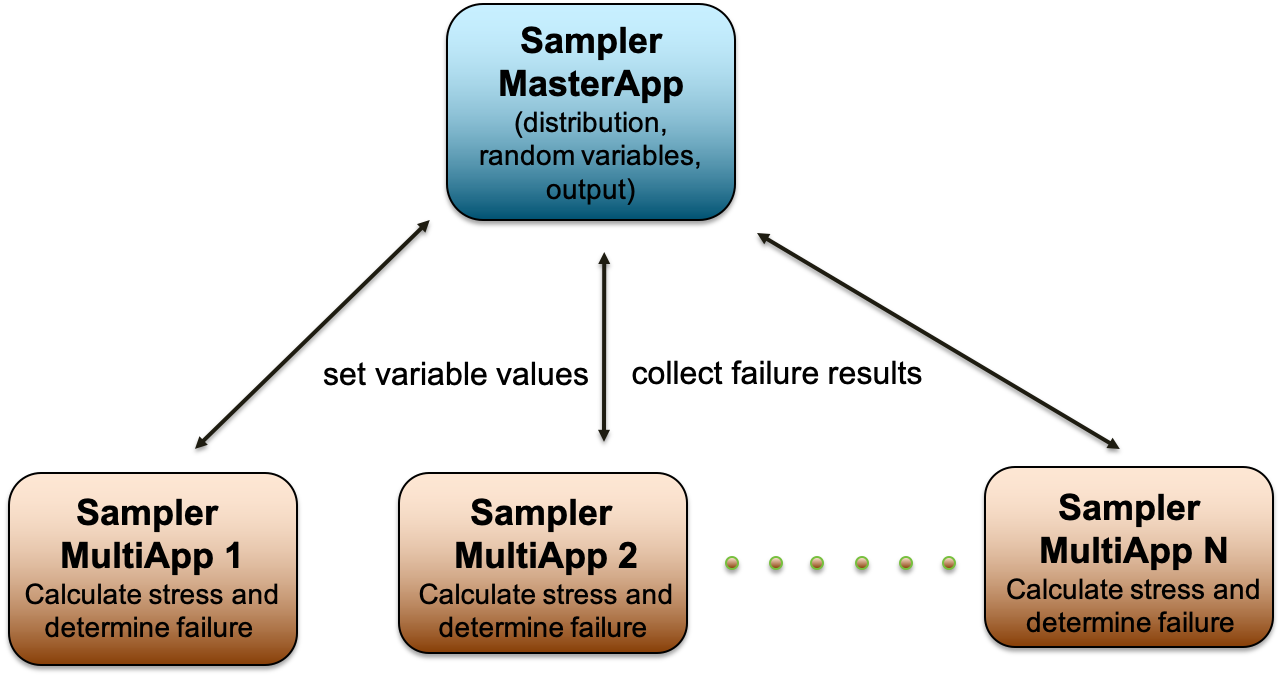 Sampler
MasterApp
(distribution,
random variables,
output)
set variable values
collect failure results
Sampler
MultiApp 1
Calculate stress and
determine failure
Sampler
MultiApp 2
Calculate stress and
determine failure
Sampler
MultiApp N
Calculate stress and
determine failure